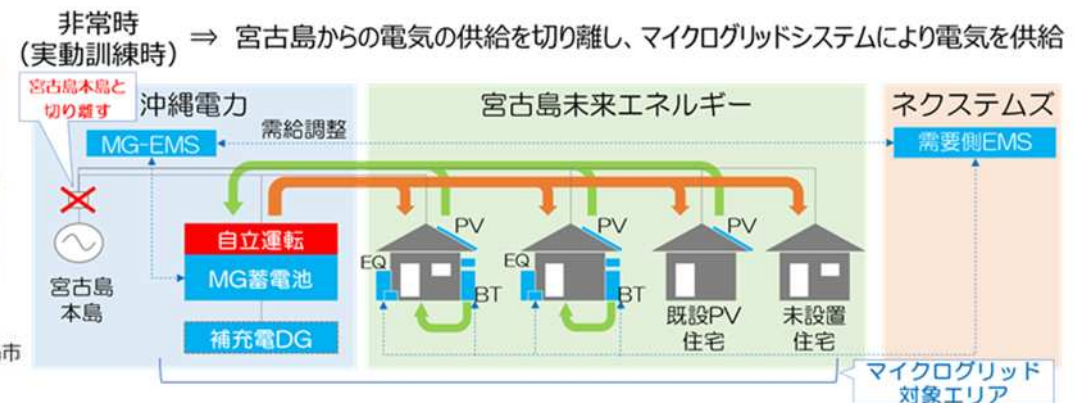 非常時
(実動訓練時)
⇒ 宮古島からの電気の供給を切り離し、マイクログリッドシステムにより電気を供給
宮古島本島と
切り離す
沖縄電力
宮古島未来エネルギー
ネクステムズ
MG-EMS
需給調整
需要側EMS
自立運転
MG蓄電池
補充電DG
宮古島
本島
PV
EQ
BT
PV
EQ
BT
PV
既設PV
住宅
未設置
住宅
市
マイクログリッド
対象エリア